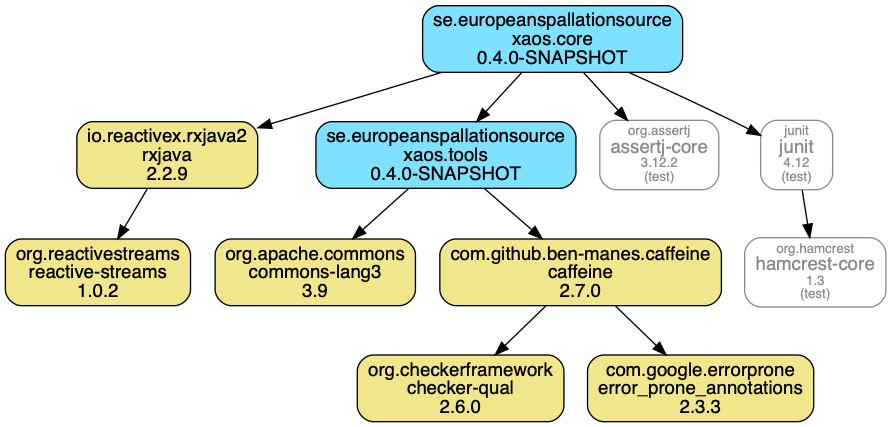 se.europeanspallationsource
xaos.core
0.4.0-SNAPSHOT
io.reactivex.rxjava2
rxjava
2.2.9
se.europeanspallationsource
xaos.tools
0.4.0-SNAPSHOT
org.assertj
assertj-core
3.12.2
(test)
junit
junit
4.12
(test)
org.reactivestreams
reactive-streams
1.0.2
org.apache.commons
commons-lang3
3.9
com.github.ben-manes.caffeine
caffeine
2.7.0
org.hamcrest
hamcrest-core
1.3
(test)
org.checkerframework
checker-qual
2.6.0
com.google.errorprone
error_prone_annotations
2.3.3